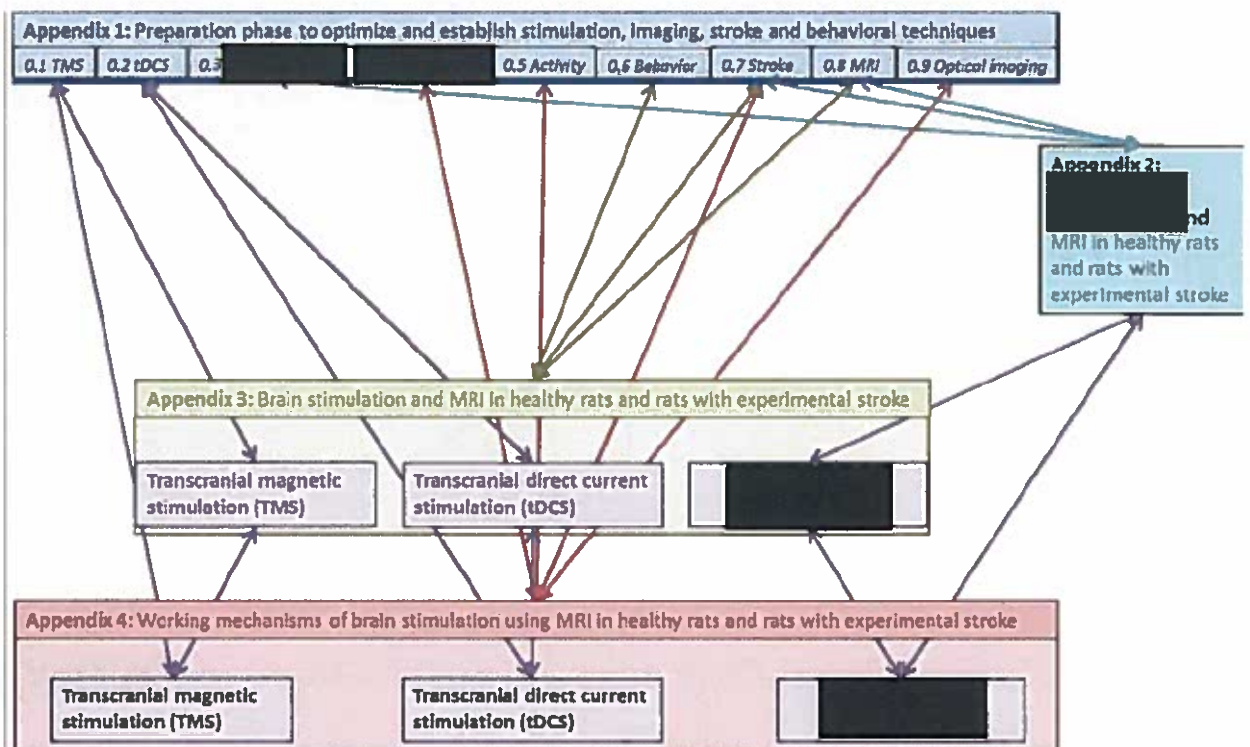 Appendix 1: Preparation phase to optimize and establish stimulation, imaging, stroke and behavioral techniques
0.1 TMS 0.2 tDCS 0.3 0.5 Activity 0.6 Behavior 0.7 Stroke 0.8 MRI 0.9 Optical imaging
Appendix 2:
nd
MRI in healthy rats
and rats with
experimental stroke
Appendix 3: Brain stimulation and MRI in healthy rats and rats with experimental stroke
Transcranial magnetic
stimulation (TMS)
Transcranial direct current
stimulation (tDCS)
Appendix 4: Working mechanisms of brain stimulation using MRI in healthy rats and rats with experimental stroke
Transcranial magnetic
stimulation (TMS)
Transcranial direct current
stimulation (tDCS)